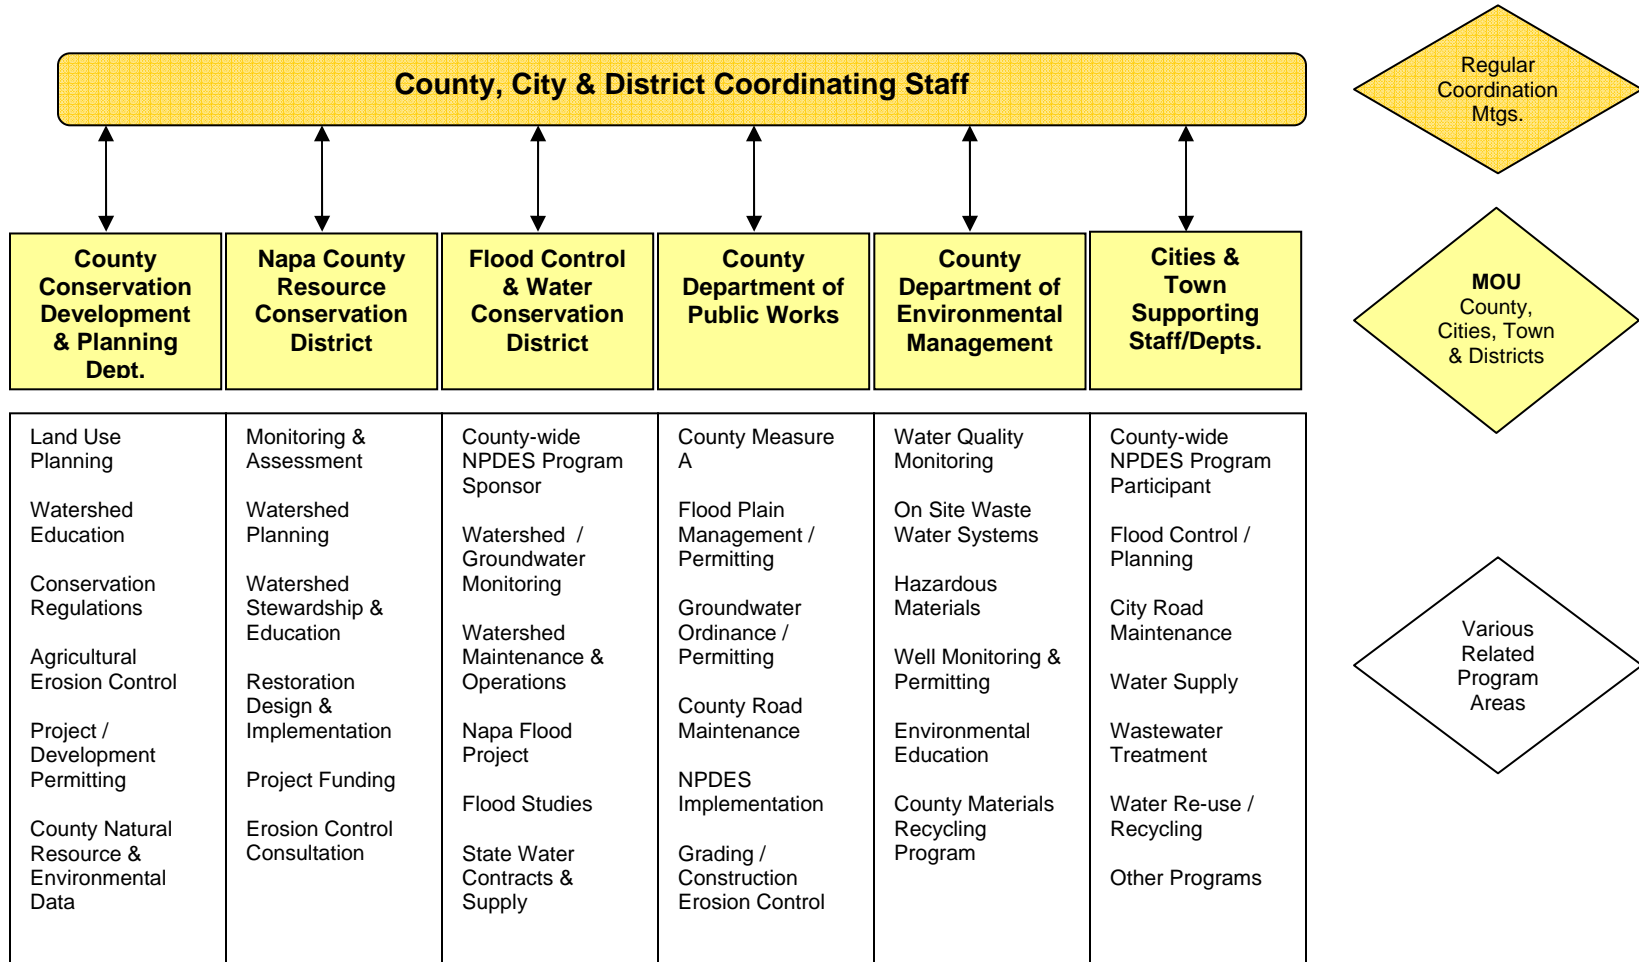 County, City & District Coordinating Staff
Regular
Coordination
Mtgs.
County
Conservation
Development
& Planning
Dept.
Napa County
Resource
Conservation
District
Flood Control
& Water
Conservation
District
County
Department of
Public Works
County
Department of
Environmental
Management
Cities &
Town
Supporting
Staff/Depts.
MOU
County,
Cities, Town
& Districts
Land Use
Planning
Watershed
Education
Conservation
Regulations
Agricultural
Erosion Control
Project /
Development
Permitting
County Natural
Resource &
Environmental
Data
Monitoring &
Assessment
Watershed
Planning
Watershed
Stewardship &
Education
Restoration
Design &
Implementation
Project Funding
Erosion Control
Consultation
County-wide
NPDES Program
Sponsor
Watershed /
Groundwater
Monitoring
Watershed
Maintenance &
Operations
Napa Flood
Project
Flood Studies
State Water
Contracts &
Supply
County Measure
A
Flood Plain
Management /
Permitting
Groundwater
Ordinance /
Permitting
County Road
Maintenance
NPDES
Implementation
Grading /
Construction
Erosion Control
Water Quality
Monitoring
On Site Waste
Water Systems
Hazardous
Materials
Well Monitoring &
Permitting
Environmental
Education
County Materials
Recycling
Program
County-wide
NPDES Program
Participant
Flood Control /
Planning
City Road
Maintenance
Water Supply
Wastewater
Treatment
Water Re-use /
Recycling
Other Programs
Various
Related
Program
Areas